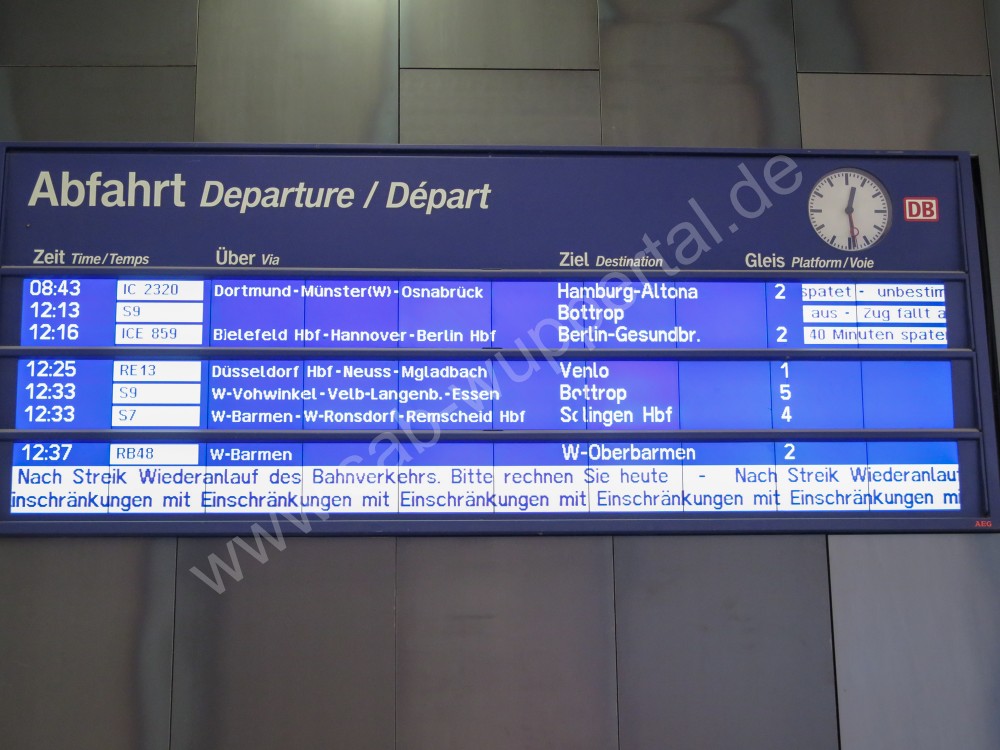 Abfahrt Departure / Départ
DB
Zeit Time/Temps Über Via Ziel Destination Gleis Platform/Voie
08:43 IC 2320 Dortmund-Münster(W)-Osnabrück Hamburg-Altona 2 spätet - unbestim
12:13 S9 Bottrop aus - Zug fällt a
12:16 ICE 859 Bielefeld Hbf-Hannover-Berlin Hbf Berlin-Gesundbr. 2 40 Minuten später
12:25 RE13 Düsseldorf Hbf-Neuss-Mgladbach Venlo 1
12:33 S9 W-Vohwinkel-Velb-Langenb.-Essen Bottrop 5
12:33 S7 W-Barmen-W-Ronsdorf-Remscheid Hbf Solingen Hbf 4
12:37 RB48 W-Barmen W-Oberbarmen 2
Nach Streik Wiederanlauf des Bahnverkehrs. Bitte rechnen Sie heute - Nach Streik Wiederanlauf
inschränkungen mit Einschränkungen mit Einschränkungen mit Einschränkungen mit Einschränkungen mi
AEG
www.sab-wuppertal.de